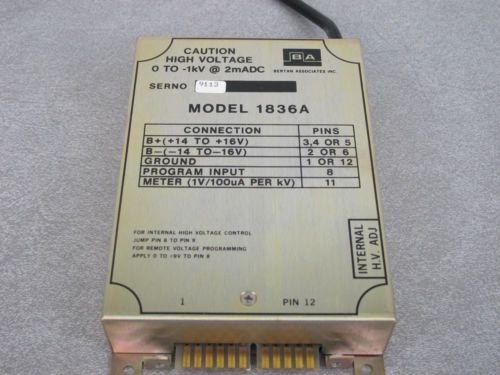 CAUTION
HIGH VOLTAGE
0 TO -1kV @ 2mADC
BA
BERTAN ASSOCIATES INC.
SERNO 9113
MODEL 1836A
CONNECTION PINS
B+(+14 TO +16V) 3,4 OR 5
B-(-14 TO-16V) 2 OR 6
GROUND 1 OR 12
PROGRAM INPUT 8
METER (1V/100uA PER kV) 11
FOR INTERNAL HIGH VOLTAGE CONTROL
JUMP PIN 8 TO PIN 9
FOR REMOTE VOLTAGE PROGRAMMING
APPLY 0 TO +9V TO PIN 8
INTERNAL
H.V. ADJ
1 PIN 12